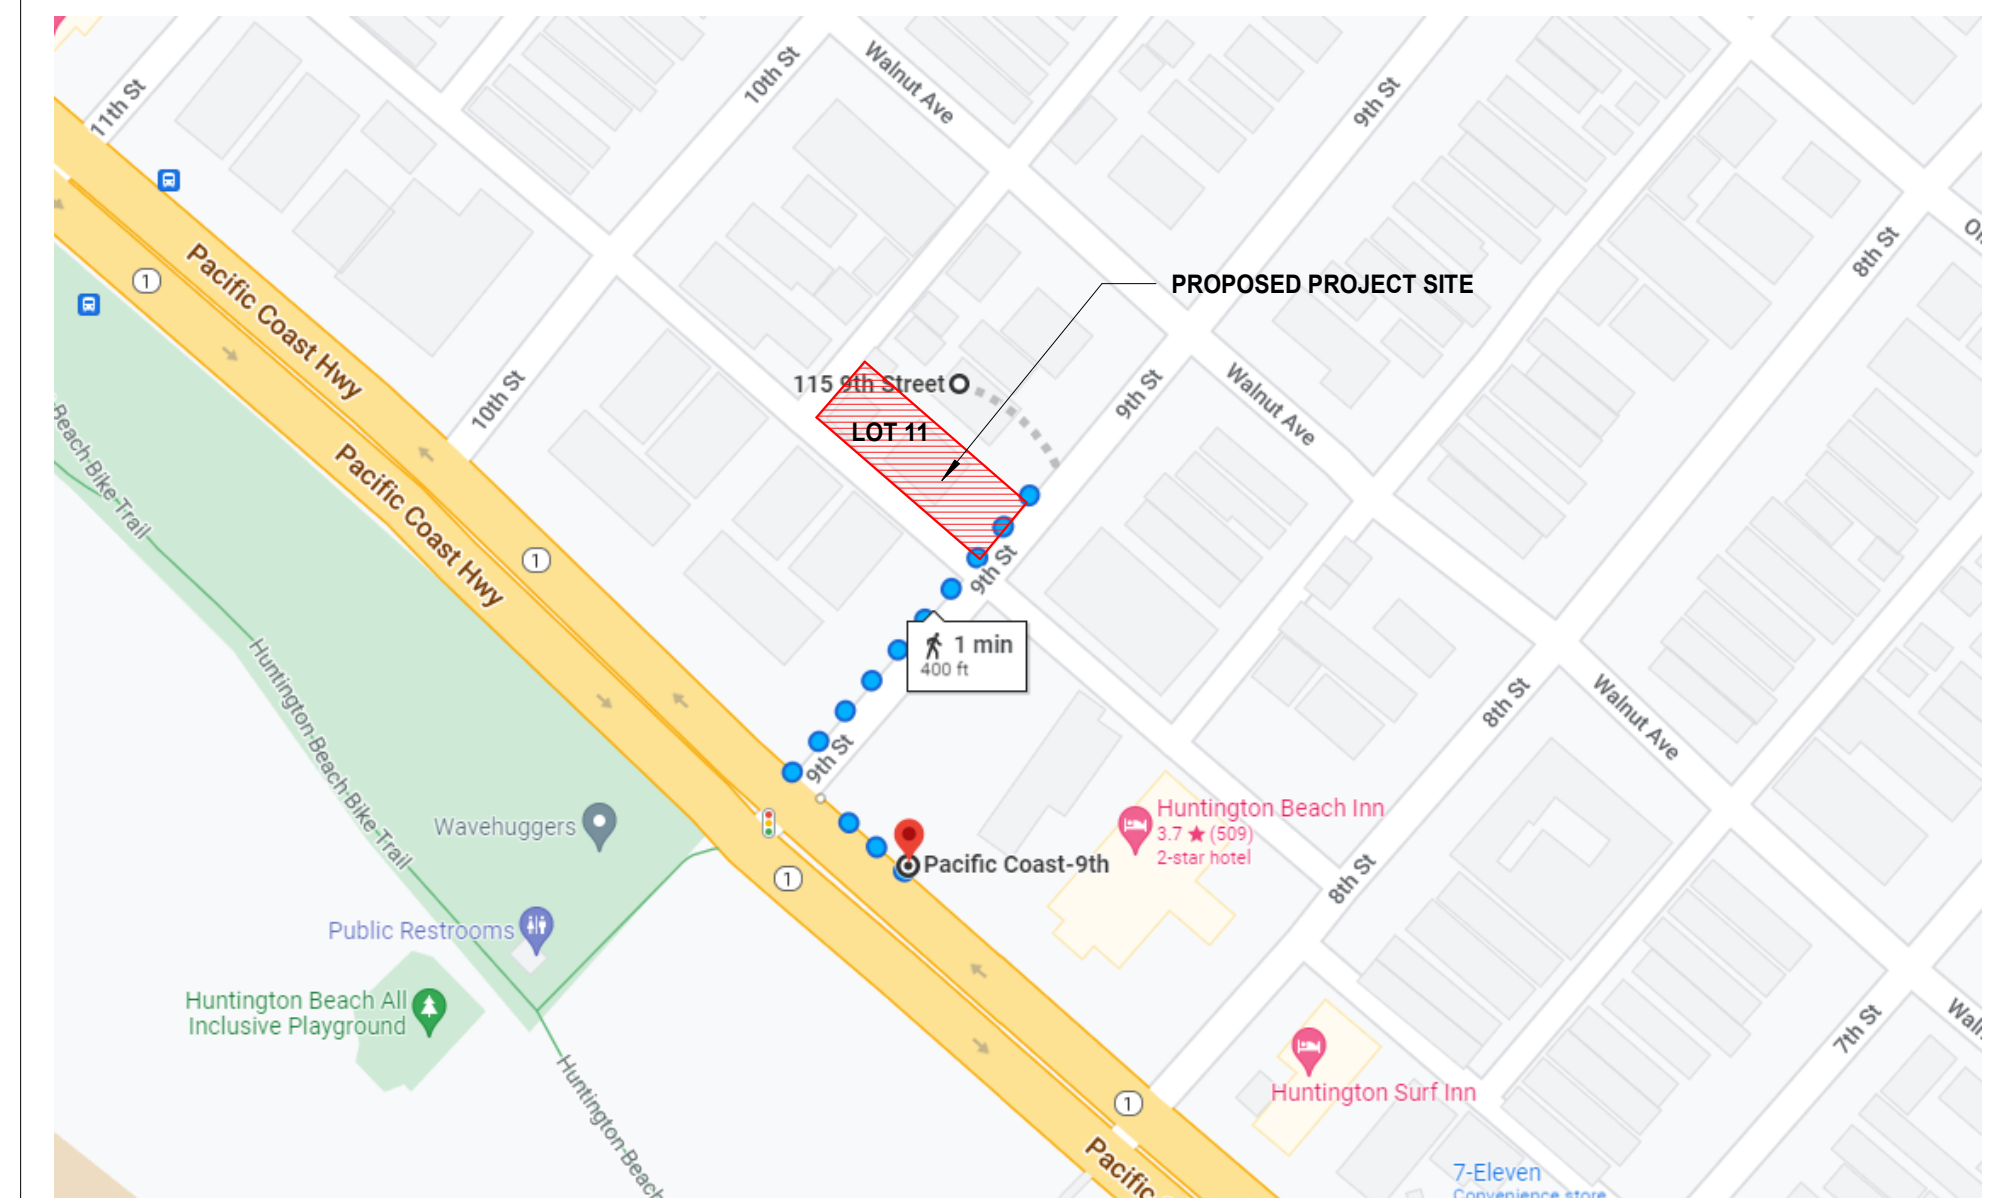 11th St
10th St
Walnut Ave
9th St
8th St
1
Pacific Coast Hwy
PROPOSED PROJECT SITE
115 9th Street
LOT 11
10th St
9th St
Walnut Ave
Beach Bike Trail
Pacific Coast Hwy
1
9th St
1 min
400 ft
Huntington Beach Bike Trail
9th St
8th St
Walnut Ave
Wavehuggers
Huntington Beach Inn
3.7 ★ (509)
2-star hotel
Pacific Coast-9th
1
8th St
Public Restrooms
Huntington Beach All
Inclusive Playground
7th St
Huntington Surf Inn
1
Huntington Beach
Pacific
7-Eleven
Convenience store